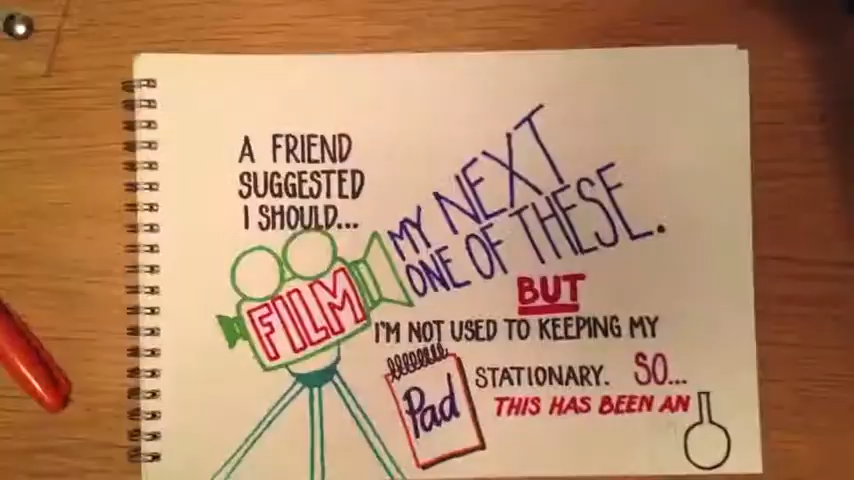 A FRIEND
SUGGESTED
I SHOULD...
FILM
MY NEXT
ONE OF THESE.
BUT
I'M NOT USED TO KEEPING MY
Pad
STATIONARY. SO...
THIS HAS BEEN AN